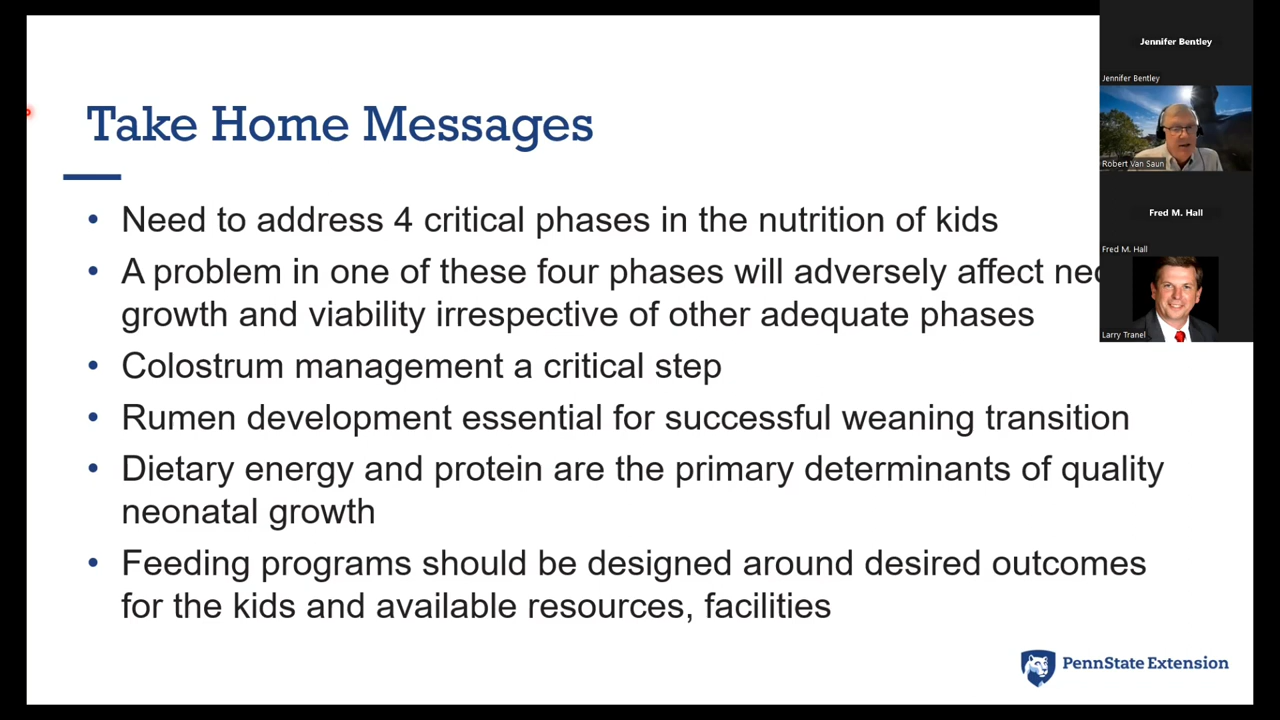 Take Home Messages
• Need to address 4 critical phases in the nutrition of kids
• A problem in one of these four phases will adversely affect
growth and viability irrespective of other adequate phases
• Colostrum management a critical step
• Rumen development essential for successful weaning transition
• Dietary energy and protein are the primary determinants of quality
neonatal growth
• Feeding programs should be designed around desired outcomes
for the kids and available resources, facilities
PennState Extension
Jennifer Bentley
Jennifer Bentley
Robert Van Saun
Fred M. Hall
Fred M. Hall
Larry Tranel